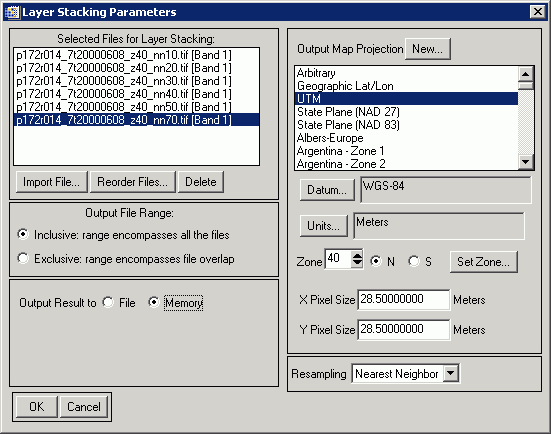 Layer Stacking Parameters
Selected Files for Layer Stacking:
p172r014_7t20000608_z40_nn10.tif [Band 1]
p172r014_7t20000608_z40_nn20.tif [Band 1]
p172r014_7t20000608_z40_nn30.tif [Band 1]
p172r014_7t20000608_z40_nn40.tif [Band 1]
p172r014_7t20000608_z40_nn50.tif [Band 1]
p172r014_7t20000608_z40_nn70.tif [Band 1]
Import File... Reorder Files... Delete
Output File Range:
Inclusive: range encompasses all the files
Exclusive: range encompasses file overlap
Output Result to File Memory
OK Cancel
Output Map Projection New...
Arbitrary
Geographic Lat/Lon
UTM
State Plane (NAD 27)
State Plane (NAD 83)
Albers-Europe
Argentina - Zone 1
Argentina - Zone 2
Datum... WGS-84
Units... Meters
Zone 40 N S Set Zone...
X Pixel Size 28.50000000 Meters
Y Pixel Size 28.50000000 Meters
Resampling Nearest Neighbor